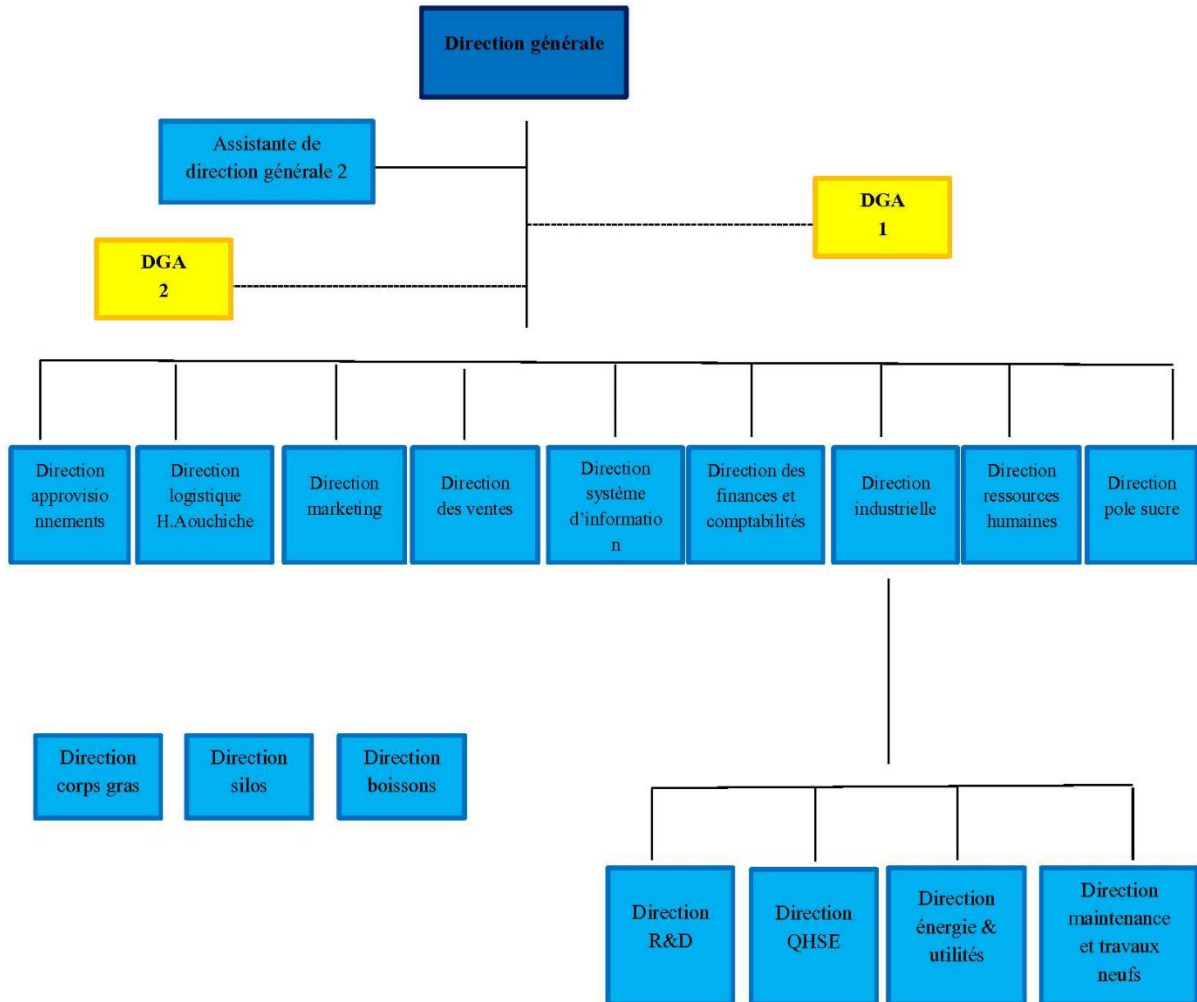 Direction générale
Assistante de
direction générale 2
DGA
1
DGA
2
Direction
approvisio
nnements
Direction
logistique
H.Aouchiche
Direction
marketing
Direction
des ventes
Direction
système
d'informatio
n
Direction des
finances et
comptabilités
Direction
industrielle
Direction
ressources
humaines
Direction
pole sucre
Direction
corps gras
Direction
silos
Direction
boissons
Direction
R&D
Direction
QHSE
Direction
énergie &
utilités
Direction
maintenance
et travaux
neufs